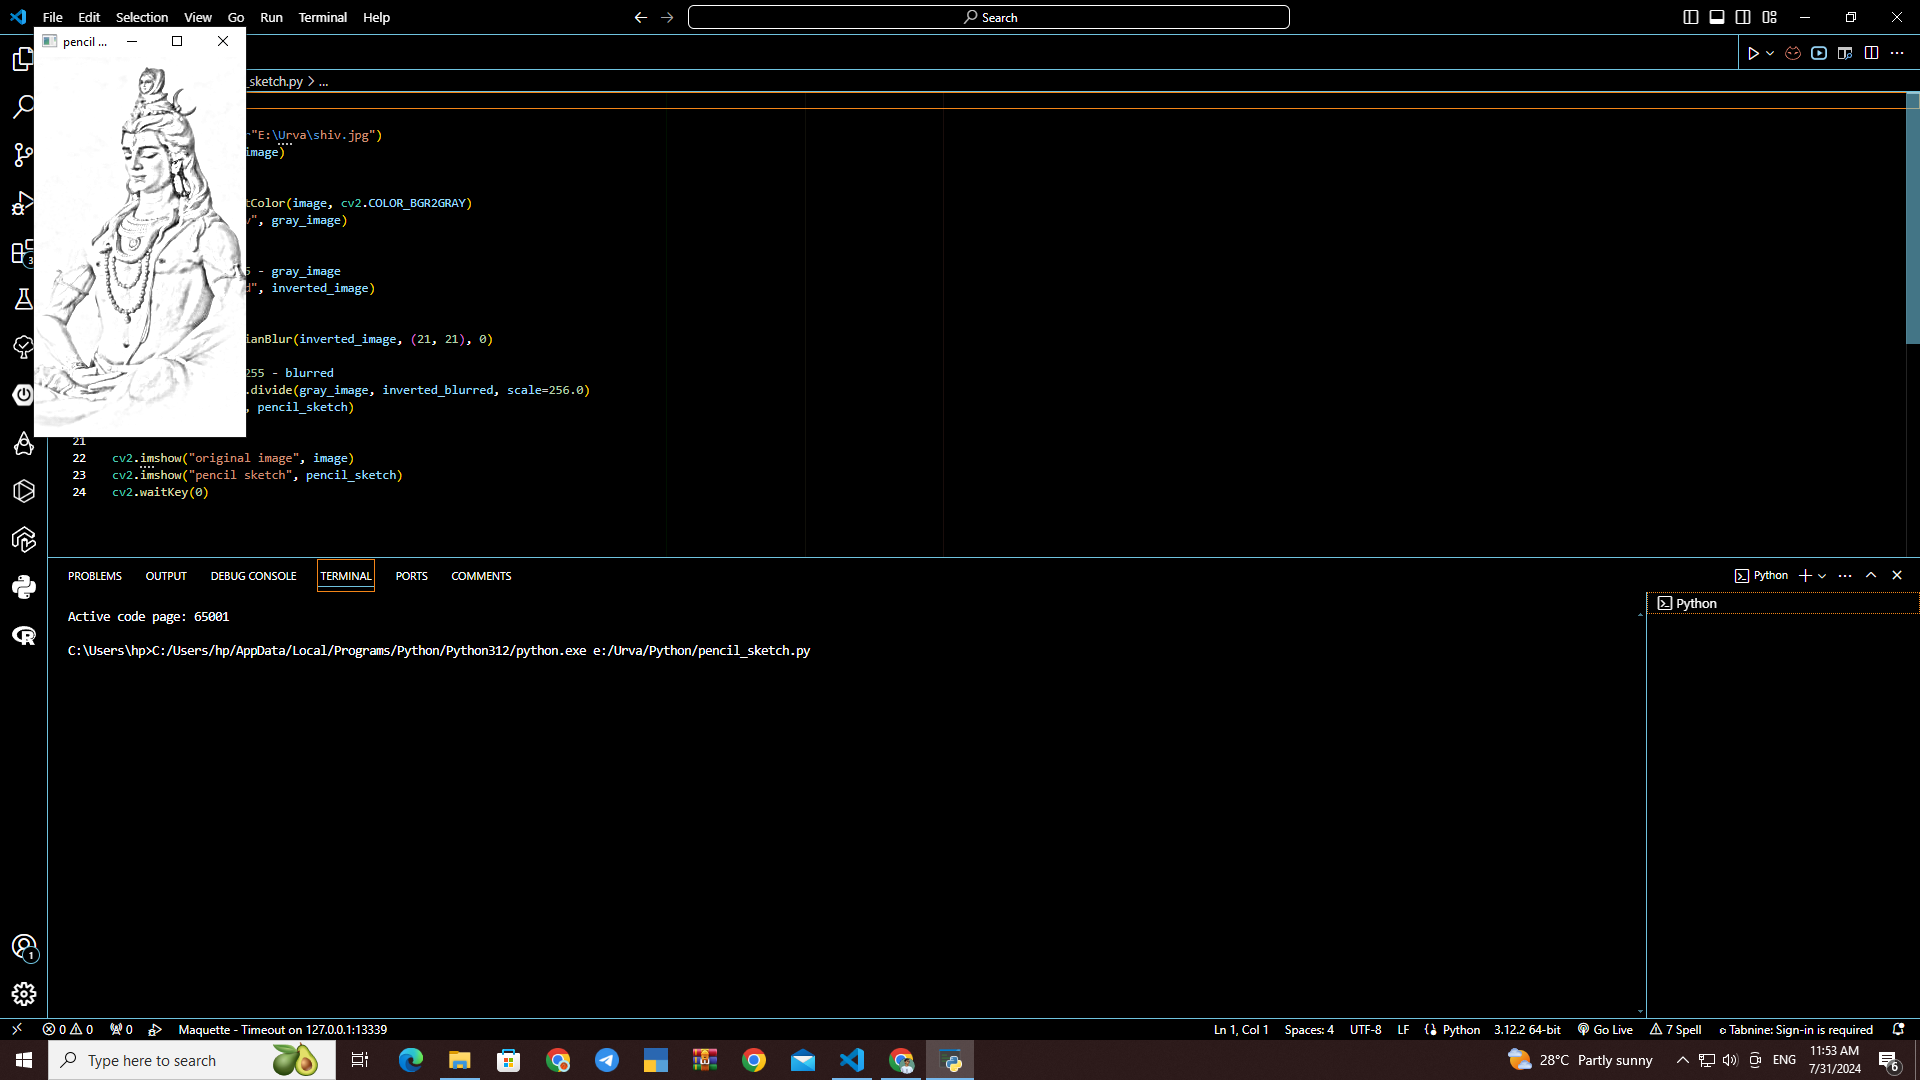 File Edit Selection View Go Run Terminal Help
Search
pencil ...
_sketch.py > ...
r"E:\Urva\shiv.jpg")
image)
tColor(image, cv2.COLOR_BGR2GRAY)
", gray_image)
5 - gray_image
", inverted_image)
ianBlur(inverted_image, (21, 21), 0)
255 - blurred
.divide(gray_image, inverted_blurred, scale=256.0)
, pencil_sketch)
21
22 cv2.imshow("original image", image)
23 cv2.imshow("pencil sketch", pencil_sketch)
24 cv2.waitKey(0)
PROBLEMS OUTPUT DEBUG CONSOLE TERMINAL PORTS COMMENTS
Python
Active code page: 65001
Python
C:\Users\hp>C:/Users/hp/AppData/Local/Programs/Python/Python312/python.exe e:/Urva/Python/pencil_sketch.py
3
1
0 0 0 Maquette - Timeout on 127.0.0.1:13339 Ln 1, Col 1 Spaces: 4 UTF-8 LF Python 3.12.2 64-bit Go Live 7 Spell Tabnine: Sign-in is required
Type here to search 28°C Partly sunny ENG 11:53 AM
7/31/2024
6